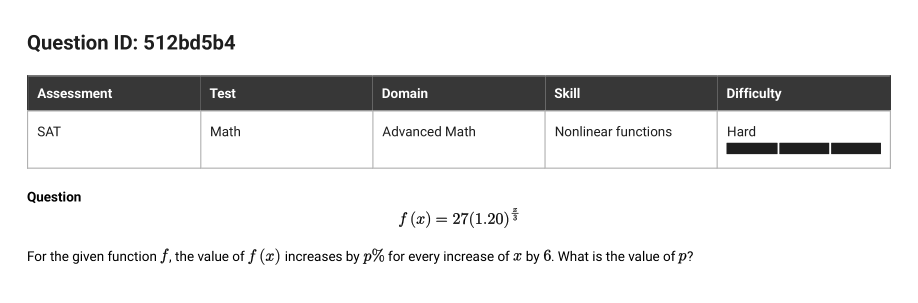 Question ID: 512bd5b4
Assessment Test Domain Skill Difficulty
SAT Math Advanced Math Nonlinear functions Hard
Question
f (x) = 27(1.20)^{x/3}
For the given function f, the value of f (x) increases by p% for every increase of x by 6. What is the value of p?